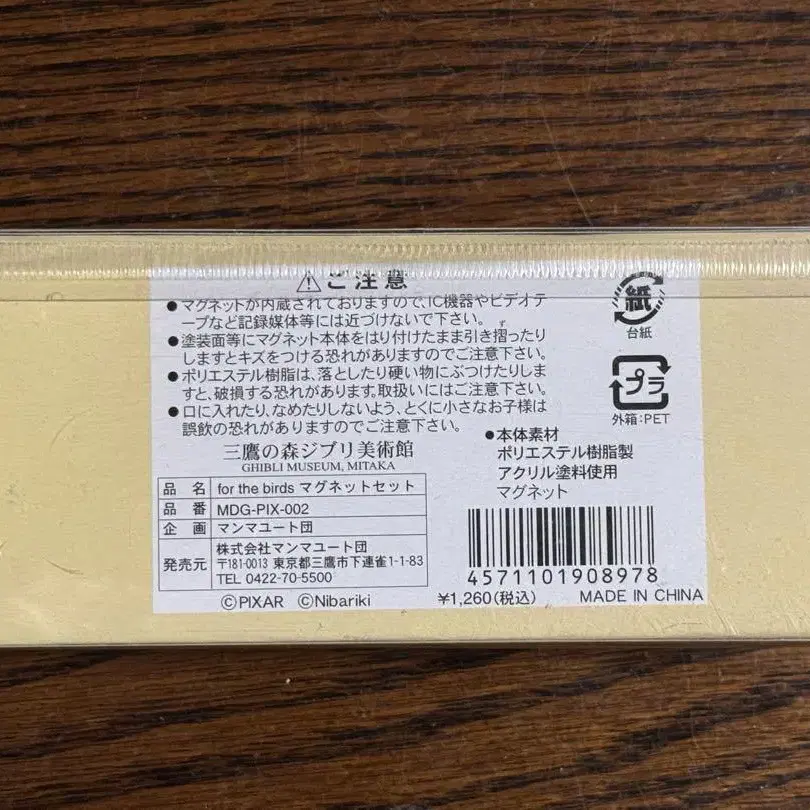 ご注意
●マグネットが内蔵されておりますので、IC機器やビデオテ
ープなど記録媒体等には近づけないで下さい。
●塗装面等にマグネット本体をはり付けたまま引き摺ったり
ず
しますとキズをつける恐れがありますのでご注意下さい。
●ポリエステル樹脂は、落としたり硬い物にぶつけたりしま
すと、破損する恐れがあります。取扱いにはご注意下さい。
●口に入れたり、なめたりしないよう、とくに小さなお子様は
誤飲の恐れがありますのでご注意下さい。
三鷹の森ジブリ美術館
GHIBLI MUSEUM, MITAKA
品 名 for the birds マグネットセット
品 番 MDG-PIX-002
企 画 マンマユート団
発売元 株式会社マンマユート団
〒181-0013 東京都三鷹市下連雀1-1-83
TEL 0422-70-5500
©PIXAR ©Nibariki
紙
台紙
プラ
外箱:PET
●本体素材
ポリエステル樹脂製
アクリル塗料使用
マグネット
4571101908978
¥1,260(税込) MADE IN CHINA